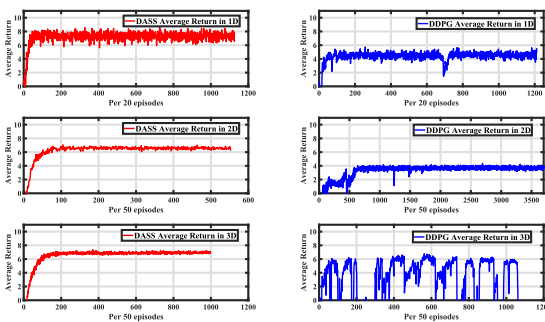 DASS Average Return in 1D
Average Return
10
8
6
4
2
0
0 200 400 600 800 1000 1200
Per 20 episodes
DDPG Average Return in 1D
Average Return
10
8
6
4
2
0
0 200 400 600 800 1000 1200
Per 20 episodes
DASS Average Return in 2D
Average Return
10
8
6
4
2
0
0 100 200 300 400 500 600
Per 50 episodes
DDPG Average Return in 2D
Average Return
10
8
6
4
2
0
0 500 1000 1500 2000 2500 3000 3500
Per 50 episodes
DASS Average Return in 3D
Average Return
10
8
6
4
2
0
0 200 400 600 800 1000 1200
Per 50 episodes
DDPG Average Return in 3D
Average Return
10
8
6
4
2
0
0 200 400 600 800 1000 120
Per 50 episodes